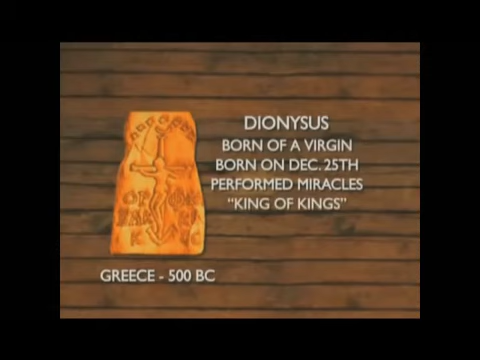 DIONYSUS
BORN OF A VIRGIN
BORN ON DEC. 25TH
PERFORMED MIRACLES
“KING OF KINGS”
GREECE - 500 BC